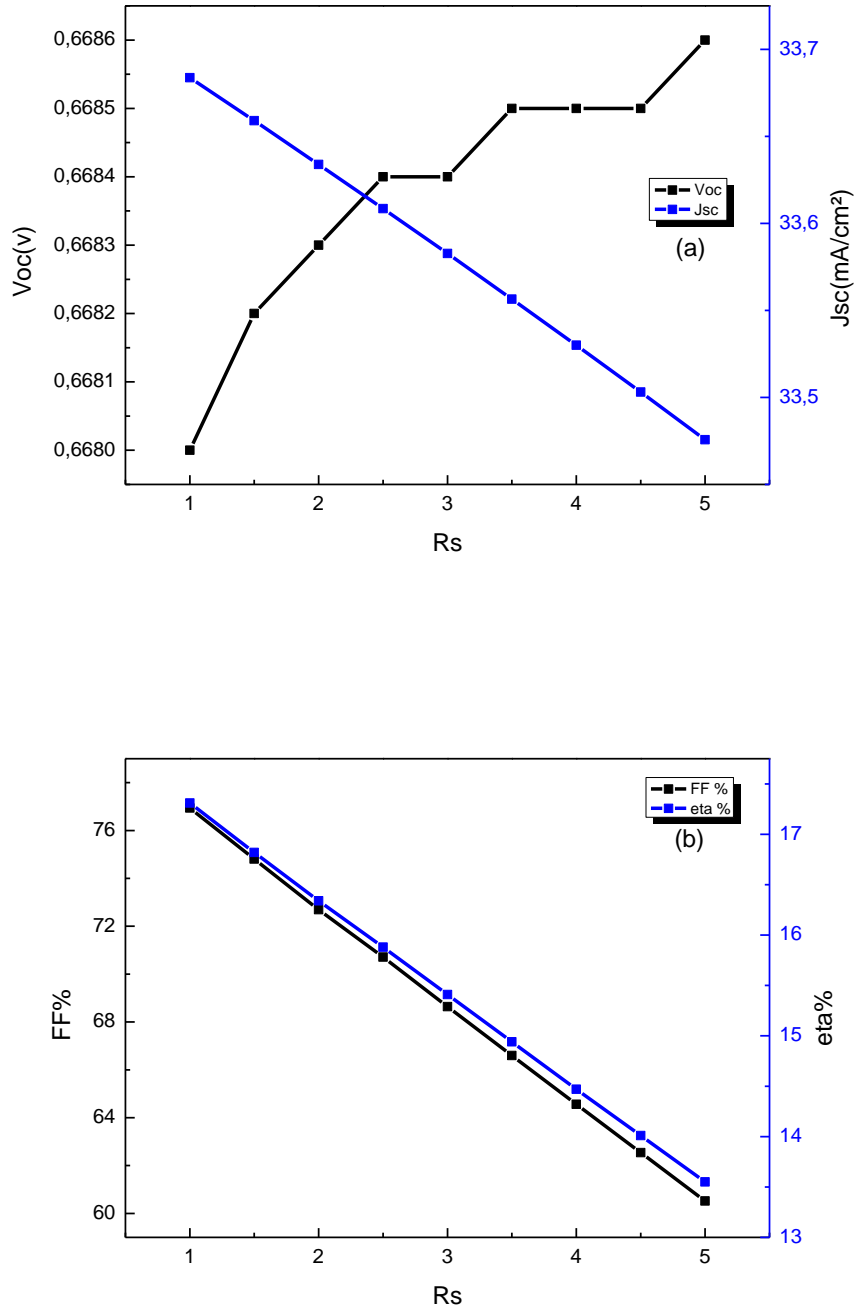 0,6686
0,6685
0,6684
0,6683
0,6682
0,6681
0,6680
Voc(v)
33,7
33,6
33,5
Jsc(mA/cm²)
Voc
Jsc
(a)
1 2 3 4 5
Rs
76
72
68
64
60
FF%
17
16
15
14
13
eta%
FF %
eta %
(b)
1 2 3 4 5
Rs